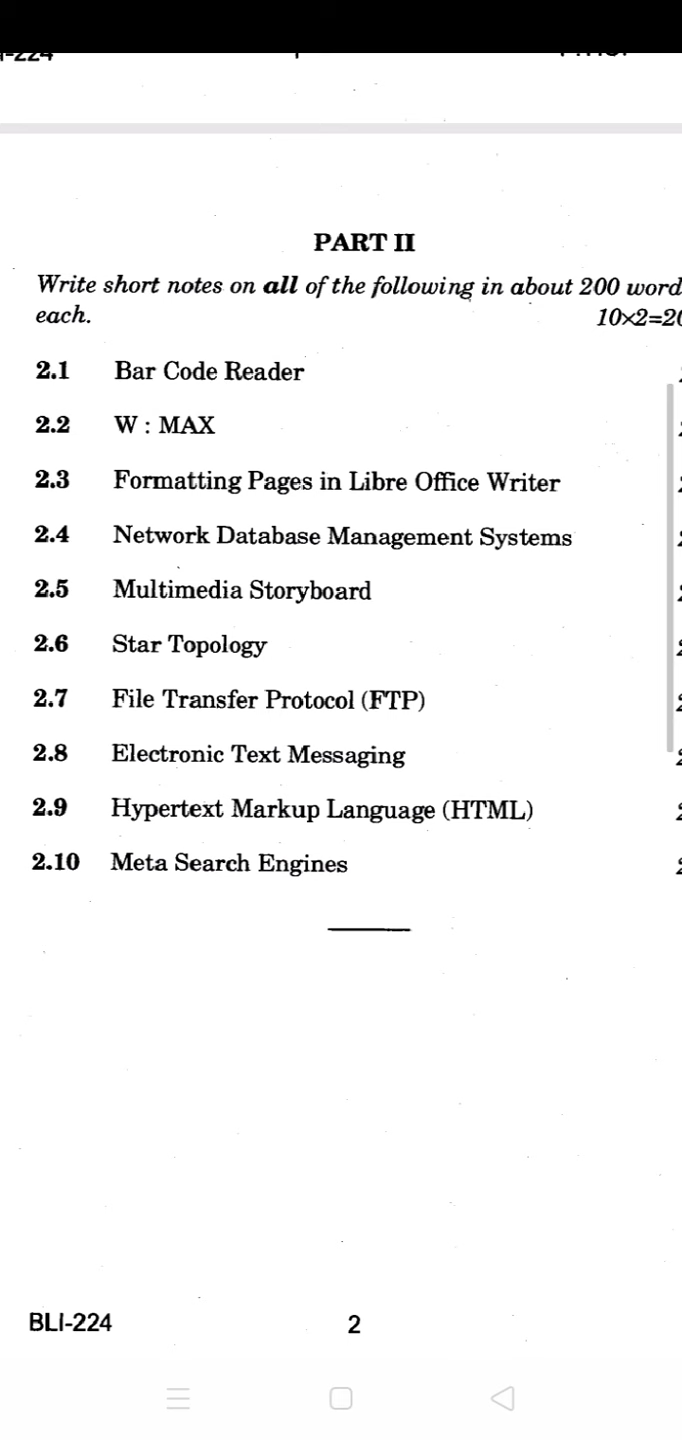 PART II
Write short notes on all of the following in about 200 word
each. 10×2=20
2.1 Bar Code Reader
2.2 W : MAX
2.3 Formatting Pages in Libre Office Writer
2.4 Network Database Management Systems
2.5 Multimedia Storyboard
2.6 Star Topology
2.7 File Transfer Protocol (FTP)
2.8 Electronic Text Messaging
2.9 Hypertext Markup Language (HTML)
2.10 Meta Search Engines
BLI-224 2